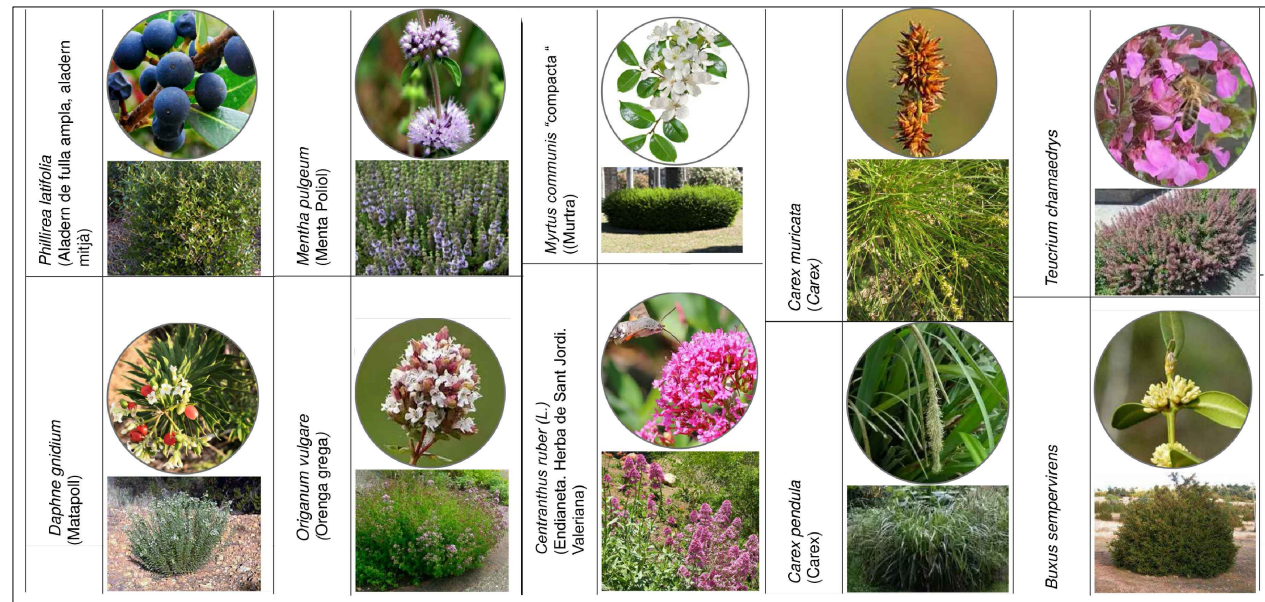 Phillirea latifolia
(Aladern de fulla ampla, aladern
mitjà)
Mentha pulgeum
(Menta Poliol)
Myrtus communis “compacta“
((Murtra)
Carex muricata
(Carex)
Teucrium chamaedrys
Daphne gnidium
(Matapoll)
Origanum vulgare
(Orenga grega)
Centranthus ruber (L.)
(Endianeta. Herba de Sant Jordi.
Valeriana)
Carex pendula
(Carex)
Buxus sempervirens